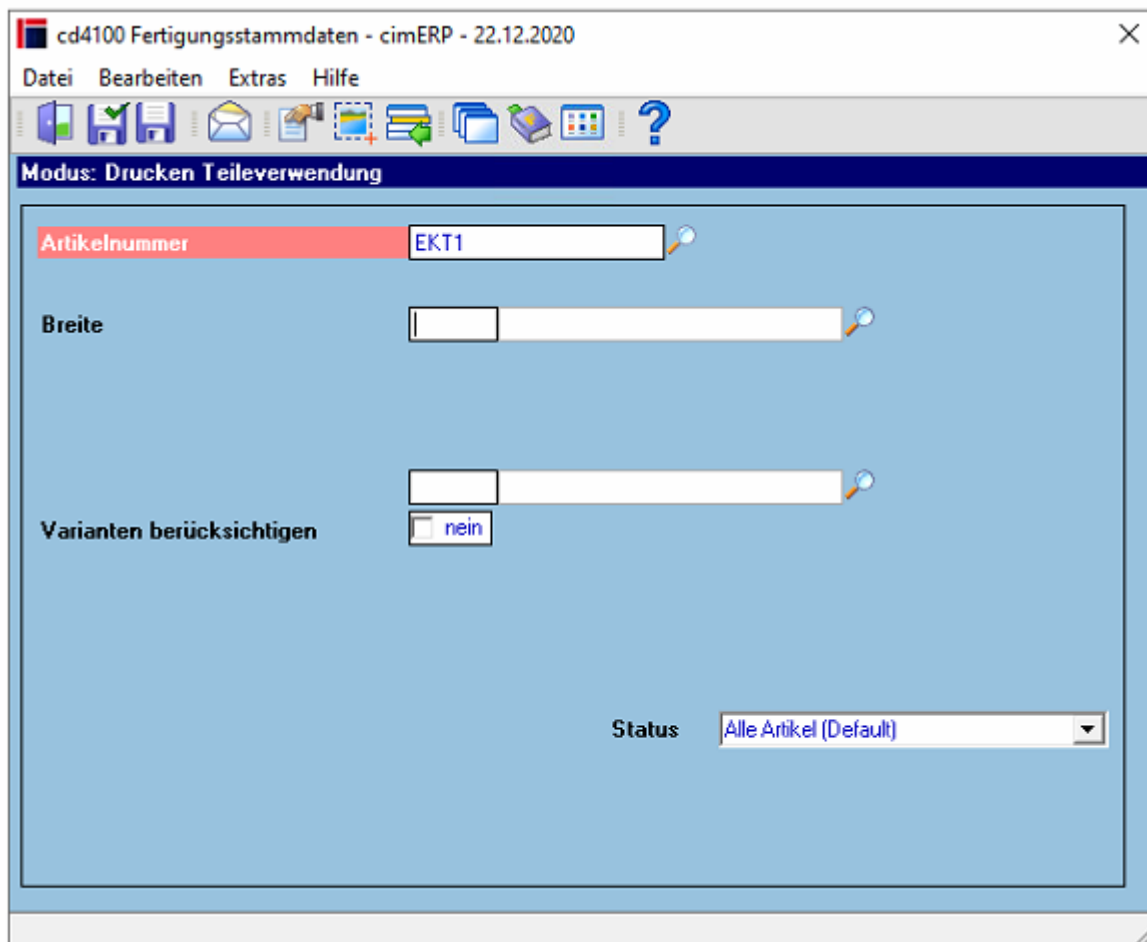 cd4100 Fertigungsstammdaten - cimERP - 22.12.2020
Datei Bearbeiten Extras Hilfe
Modus: Drucken Teileverwendung
Artikelnummer EKT1
Breite
Varianten berücksichtigen nein
Status Alle Artikel (Default)